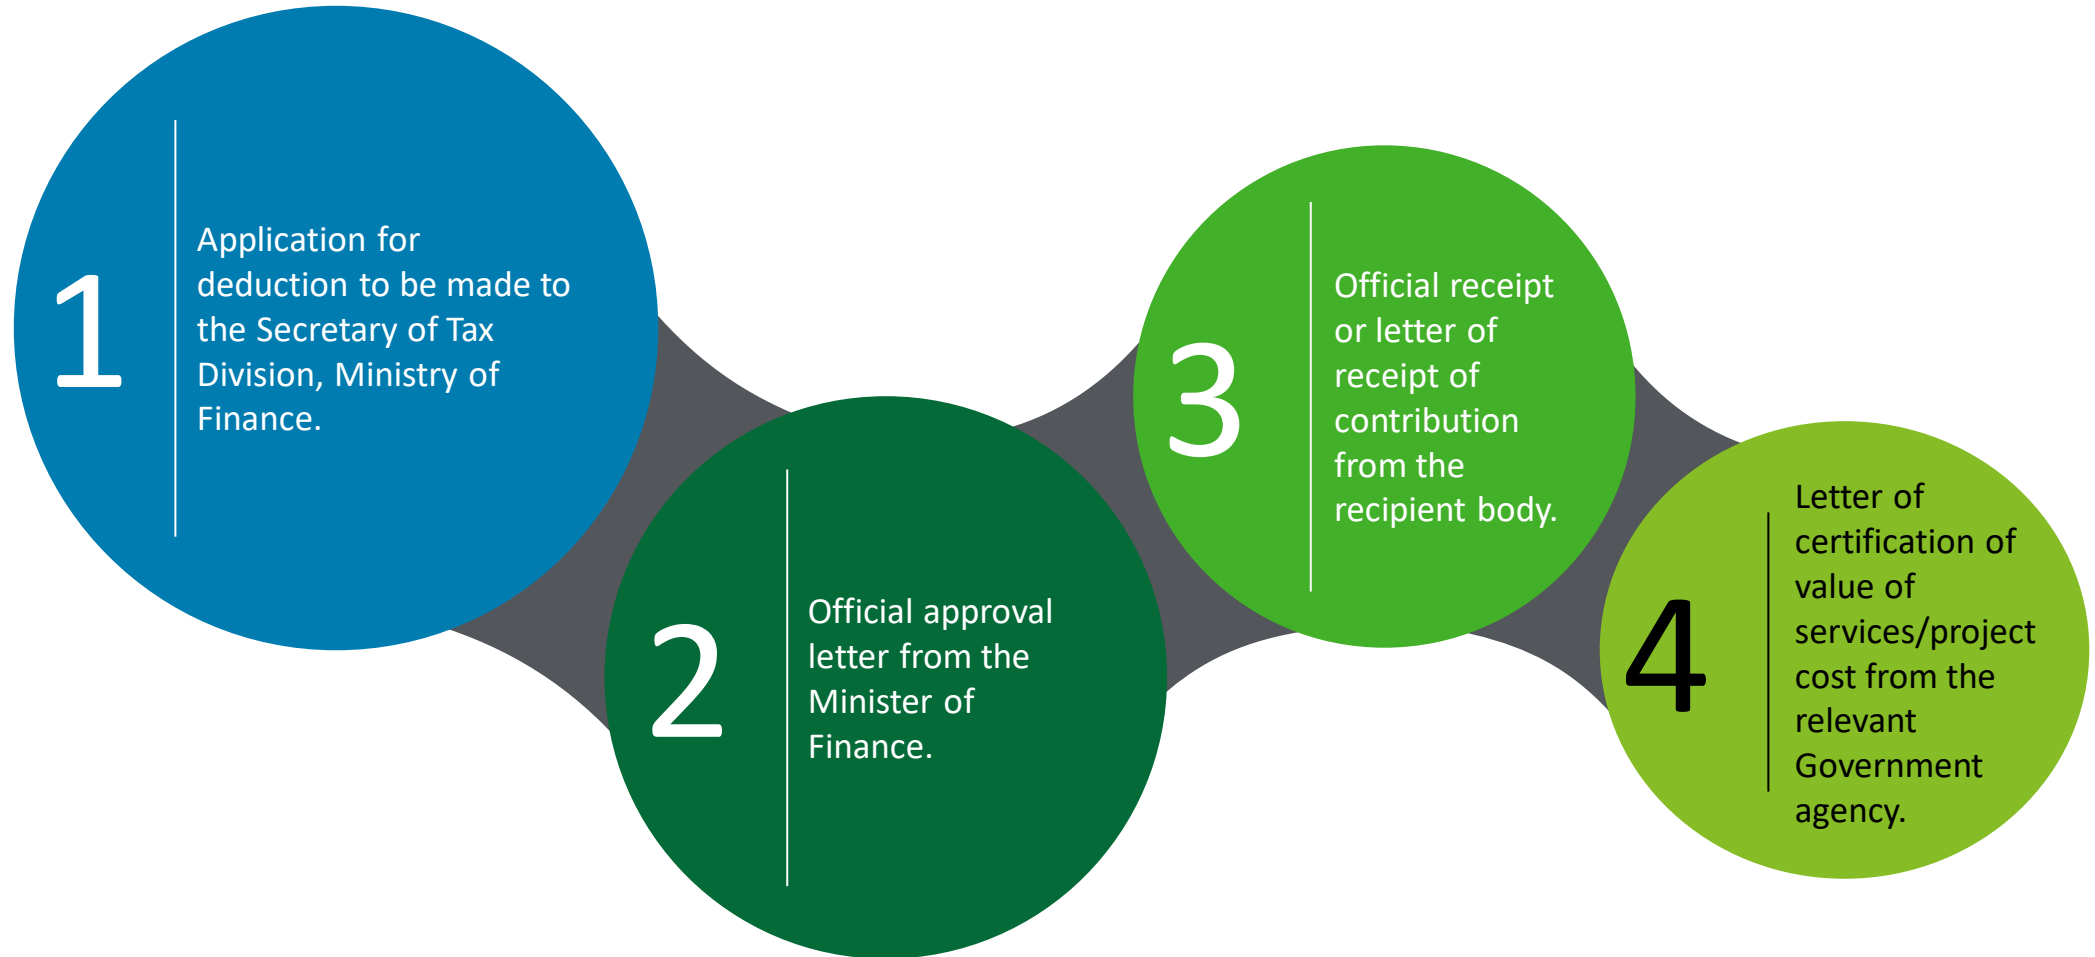 1
Application for
deduction to be made to
the Secretary of Tax
Division, Ministry of
Finance.
2
Official approval
letter from the
Minister of
Finance.
3
Official receipt
or letter of
receipt of
contribution
from the
recipient body.
4
Letter of
certification of
value of
services/project
cost from the
relevant
Government
agency.